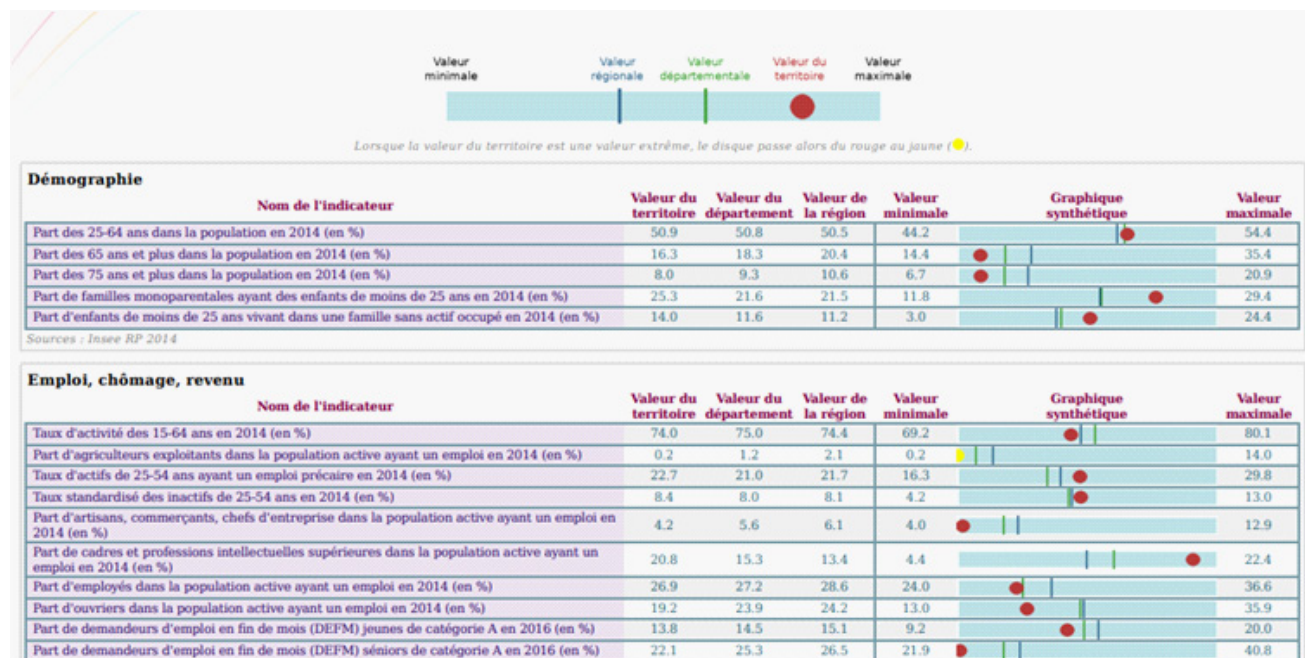 Valeur minimale Valeur régionale Valeur départementale Valeur du territoire Valeur maximale
Lorsque la valeur du territoire est une valeur extrême, le disque passe alors du rouge au jaune ( ).
Démographie
Nom de l'indicateur Valeur du territoire Valeur du département Valeur de la région Valeur minimale Graphique synthétique Valeur maximale
Part des 25-64 ans dans la population en 2014 (en %) 50.9 50.8 50.5 44.2 54.4
Part des 65 ans et plus dans la population en 2014 (en %) 16.3 18.3 20.4 14.4 35.4
Part des 75 ans et plus dans la population en 2014 (en %) 8.0 9.3 10.6 6.7 20.9
Part de familles monoparentales ayant des enfants de moins de 25 ans en 2014 (en %) 25.3 21.6 21.5 11.8 29.4
Part d'enfants de moins de 25 ans vivant dans une famille sans actif occupé en 2014 (en %) 14.0 11.6 11.2 3.0 24.4
Sources : Insee RP 2014
Emploi, chômage, revenu
Nom de l'indicateur Valeur du territoire Valeur du département Valeur de la région Valeur minimale Graphique synthétique Valeur maximale
Taux d'activité des 15-64 ans en 2014 (en %) 74.0 75.0 74.4 69.2 80.1
Part d'agriculteurs exploitants dans la population active ayant un emploi en 2014 (en %) 0.2 1.2 2.1 0.2 14.0
Taux d'actifs de 25-54 ans ayant un emploi précaire en 2014 (en %) 22.7 21.0 21.7 16.3 29.8
Taux standardisé des inactifs de 25-54 ans en 2014 (en %) 8.4 8.0 8.1 4.2 13.0
Part d'artisans, commerçants, chefs d'entreprise dans la population active ayant un emploi en 2014 (en %) 4.2 5.6 6.1 4.0 12.9
Part de cadres et professions intellectuelles supérieures dans la population active ayant un emploi en 2014 (en %) 20.8 15.3 13.4 4.4 22.4
Part d'employés dans la population active ayant un emploi en 2014 (en %) 26.9 27.2 28.6 24.0 36.6
Part d'ouvriers dans la population active ayant un emploi en 2014 (en %) 19.2 23.9 24.2 13.0 35.9
Part de demandeurs d'emploi en fin de mois (DEFM) jeunes de catégorie A en 2016 (en %) 13.8 14.5 15.1 9.2 20.0
Part de demandeurs d'emploi en fin de mois (DEFM) séniors de catégorie A en 2016 (en %) 22.1 25.3 26.5 21.9 40.8